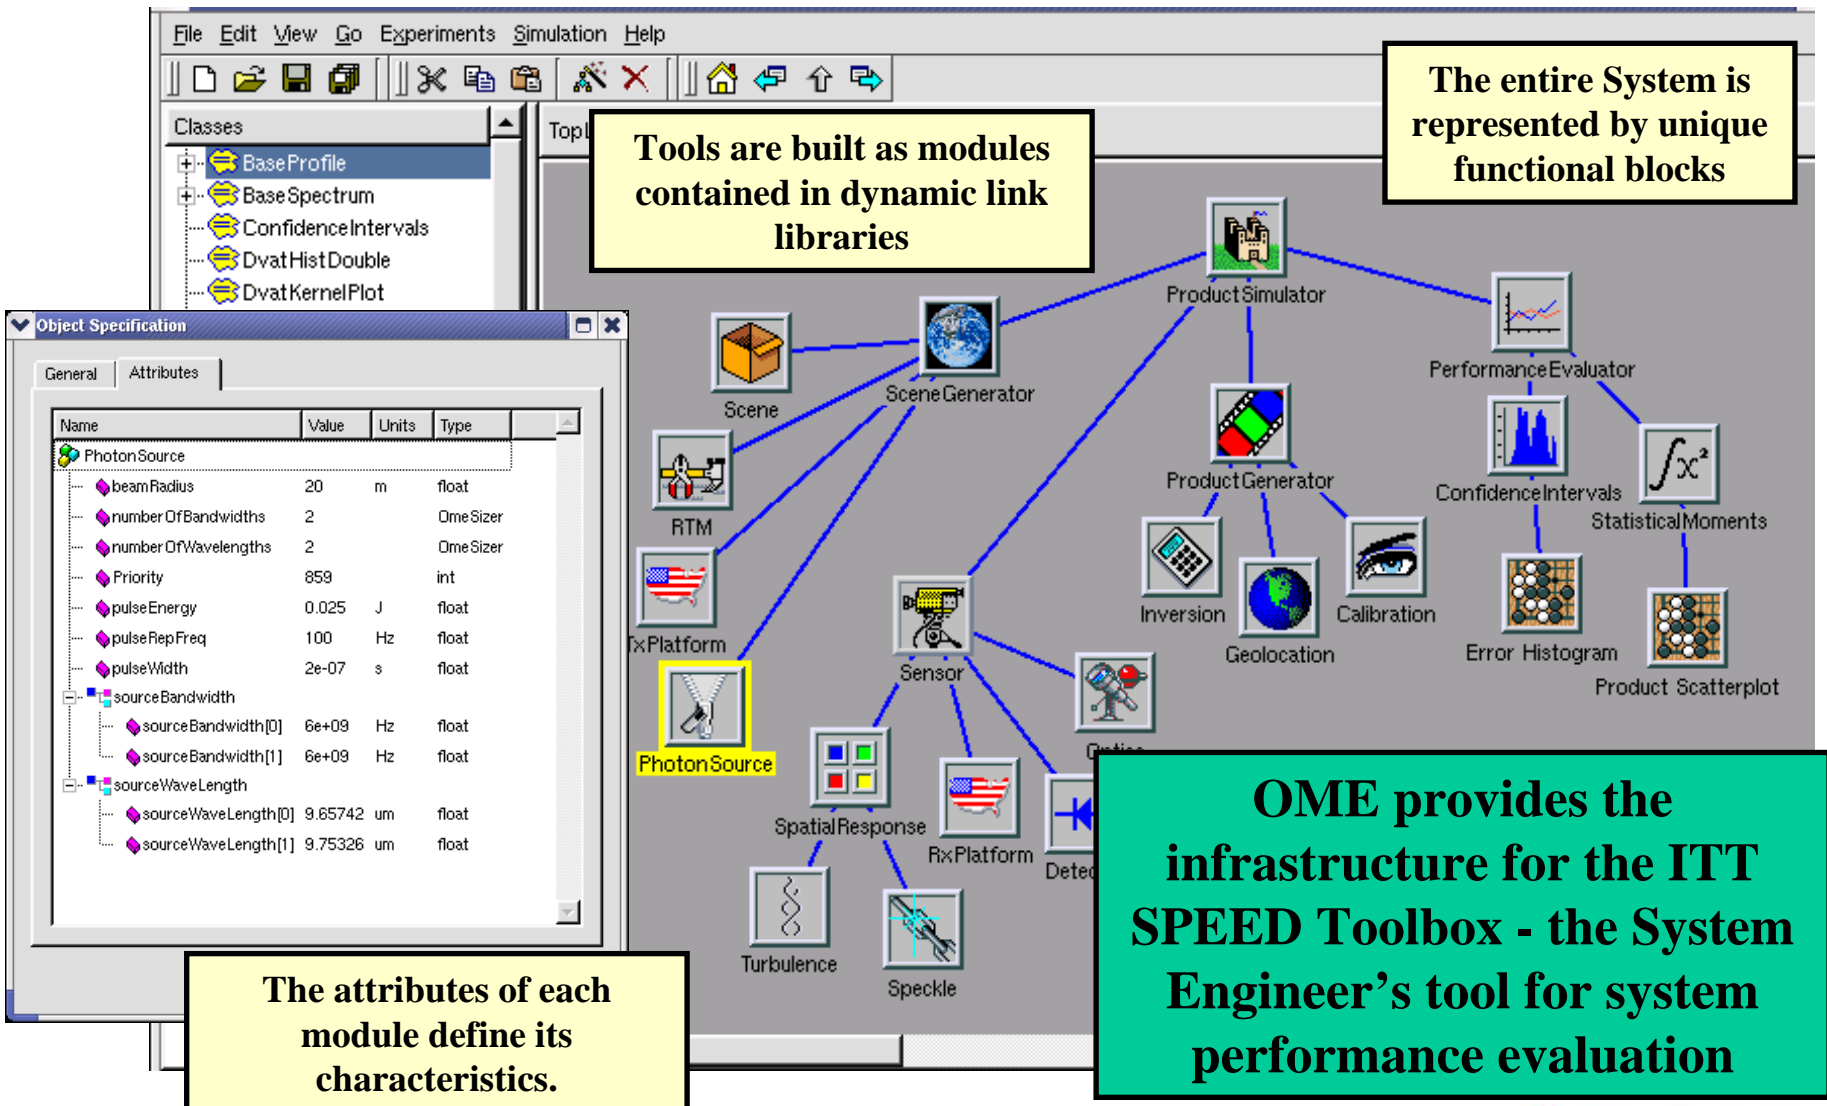 File Edit View Go Experiments Simulation Help
The entire System is
represented by unique
functional blocks
Classes
BaseProfile
BaseSpectrum
ConfidenceIntervals
DvatHistDouble
DvatKernelPlot
Tools are built as modules
contained in dynamic link
libraries
Object Specification
General Attributes
Name Value Units Type
PhotonSource
beamRadius 20 m float
numberOfBandwidths 2 OmeSizer
numberOfWavelengths 2 OmeSizer
Priority 859 int
pulseEnergy 0.025 J float
pulseRepFreq 100 Hz float
pulseWidth 2e-07 s float
sourceBandwidth
sourceBandwidth[0] 6e+09 Hz float
sourceBandwidth[1] 6e+09 Hz float
sourceWaveLength
sourceWaveLength[0] 9.65742 um float
sourceWaveLength[1] 9.75326 um float
ProductSimulator
SceneGenerator
Scene
PerformanceEvaluator
RTM
ProductGenerator
ConfidenceIntervals
StatisticalMoments
TxPlatform
Inversion
Calibration
Geolocation
Error Histogram
Product Scatterplot
Sensor
PhotonSource
Optics
SpatialResponse
RxPlatform
Detec
Turbulence
Speckle
∫x²
The attributes of each
module define its
characteristics.
OME provides the
infrastructure for the ITT
SPEED Toolbox - the System
Engineer’s tool for system
performance evaluation